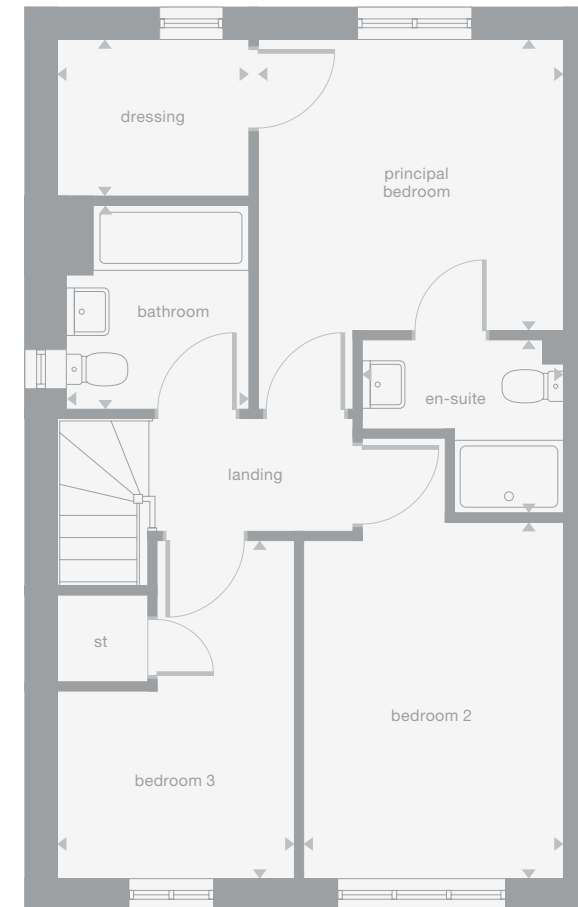 dressing
principal
bedroom
bathroom
en-suite
landing
st
bedroom 2
bedroom 3